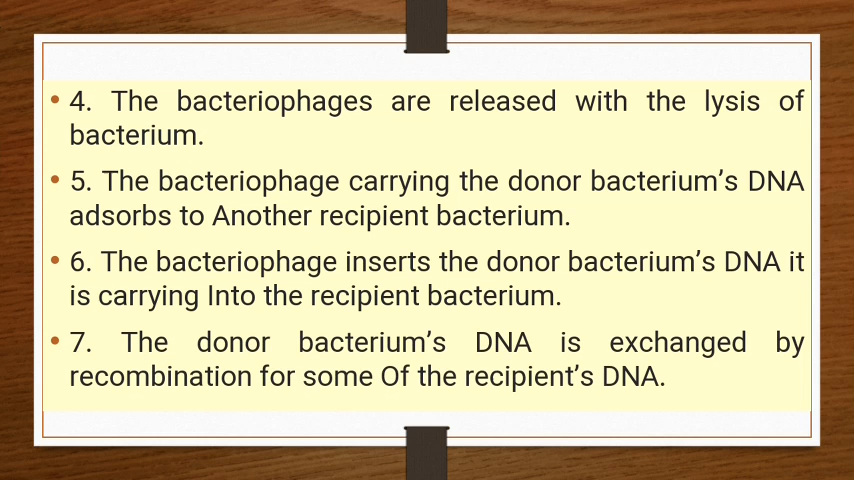 • 4. The bacteriophages are released with the lysis of
bacterium.
• 5. The bacteriophage carrying the donor bacterium’s DNA
adsorbs to Another recipient bacterium.
• 6. The bacteriophage inserts the donor bacterium’s DNA it
is carrying Into the recipient bacterium.
• 7. The donor bacterium’s DNA is exchanged by
recombination for some Of the recipient’s DNA.